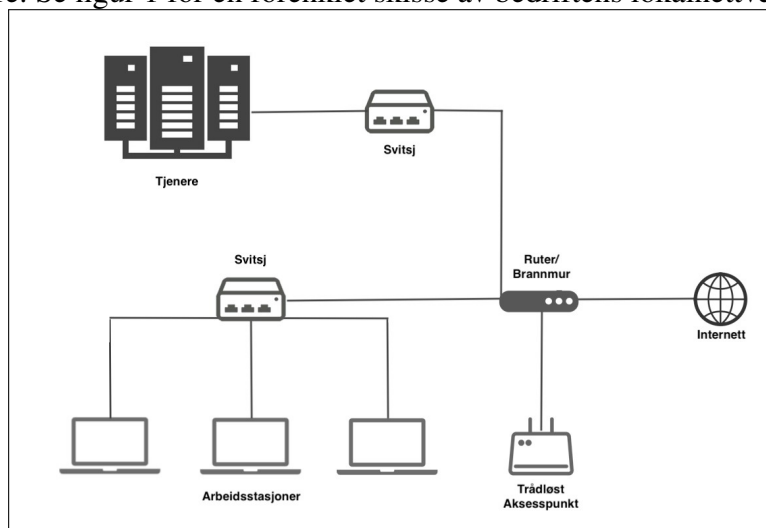 Tjenere
Svitsj
Svitsj
Ruter/
Brannmur
Internett
Arbeidsstasjoner
Trådløst
Aksesspunkt